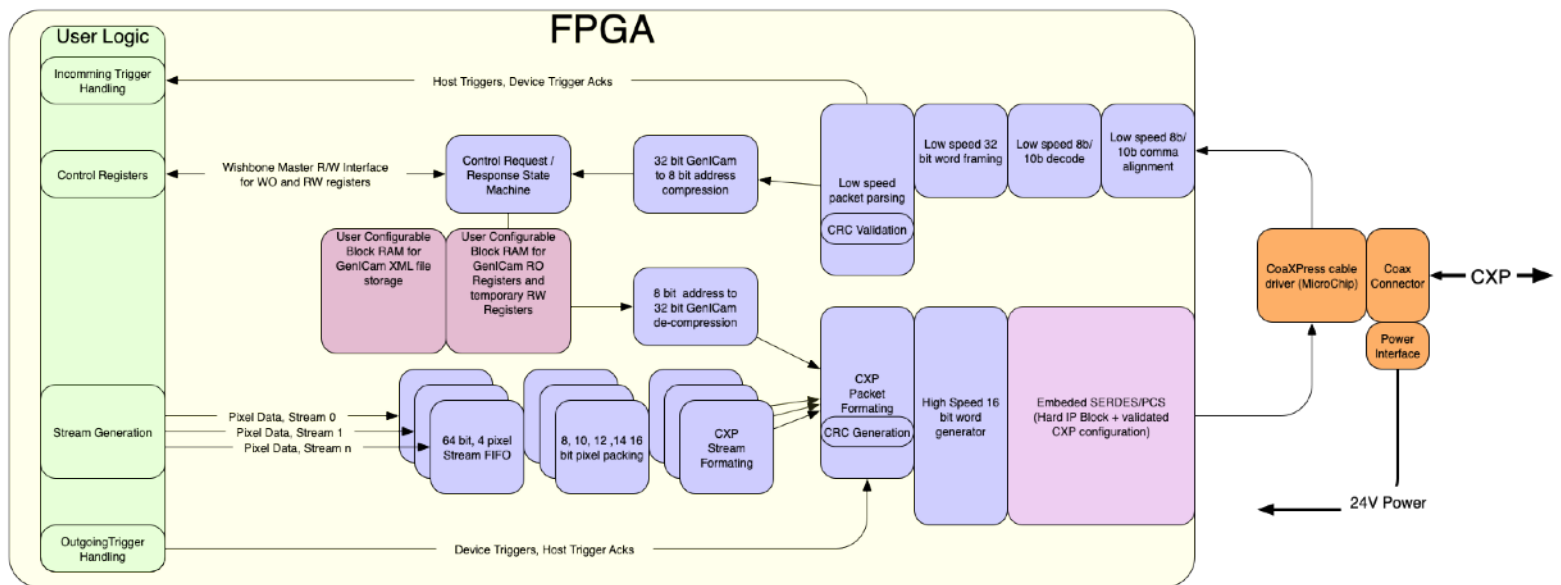 FPGA
User Logic
Incomming Trigger
Handling
Host Triggers, Device Trigger Acks
Control Registers
Wishbone Master R/W Interface
for WO and RW registers
Control Request /
Response State
Machine
32 bit GenICam
to 8 bit address
compression
Low speed
packet parsing
CRC Validation
Low speed 32
bit word framing
Low speed 8b/
10b decode
Low speed 8b/
10b comma
alignment
User Configurable
Block RAM for
GenICam XML file
storage
User Configurable
Block RAM for
GenICam RO
Registers and
temporary RW
Registers
8 bit address to
32 bit GenICam
de-compression
CoaXPress cable
driver (MicroChip)
Coax
Connector
CXP
Power
Interface
24V Power
Stream Generation
Pixel Data, Stream 0
Pixel Data, Stream 1
Pixel Data, Stream n
64 bit, 4 pixel
Stream FIFO
8, 10, 12 ,14 16
bit pixel packing
CXP
Stream
Formating
CXP
Packet
Formating
CRC Generation
High Speed 16
bit word
generator
Embeded SERDES/PCS
(Hard IP Block + validated
CXP configuration)
OutgoingTrigger
Handling
Device Triggers, Host Trigger Acks